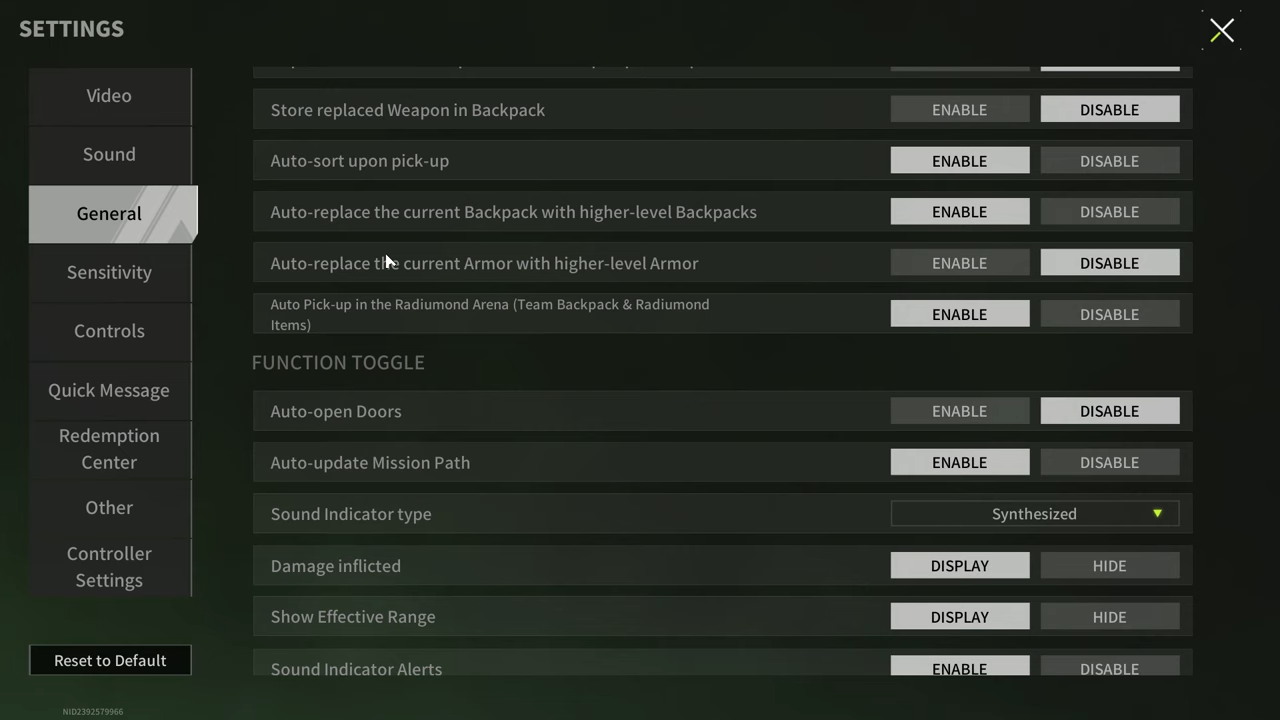 SETTINGS
Video
Sound
General
Sensitivity
Controls
Quick Message
Redemption
Center
Other
Controller
Settings
Reset to Default
NID2392579966
Store replaced Weapon in Backpack ENABLE DISABLE
Auto-sort upon pick-up ENABLE DISABLE
Auto-replace the current Backpack with higher-level Backpacks ENABLE DISABLE
Auto-replace the current Armor with higher-level Armor ENABLE DISABLE
Auto Pick-up in the Radiumond Arena (Team Backpack & Radiumond
Items) ENABLE DISABLE
FUNCTION TOGGLE
Auto-open Doors ENABLE DISABLE
Auto-update Mission Path ENABLE DISABLE
Sound Indicator type Synthesized
Damage inflicted DISPLAY HIDE
Show Effective Range DISPLAY HIDE
Sound Indicator Alerts ENABLE DISABLE